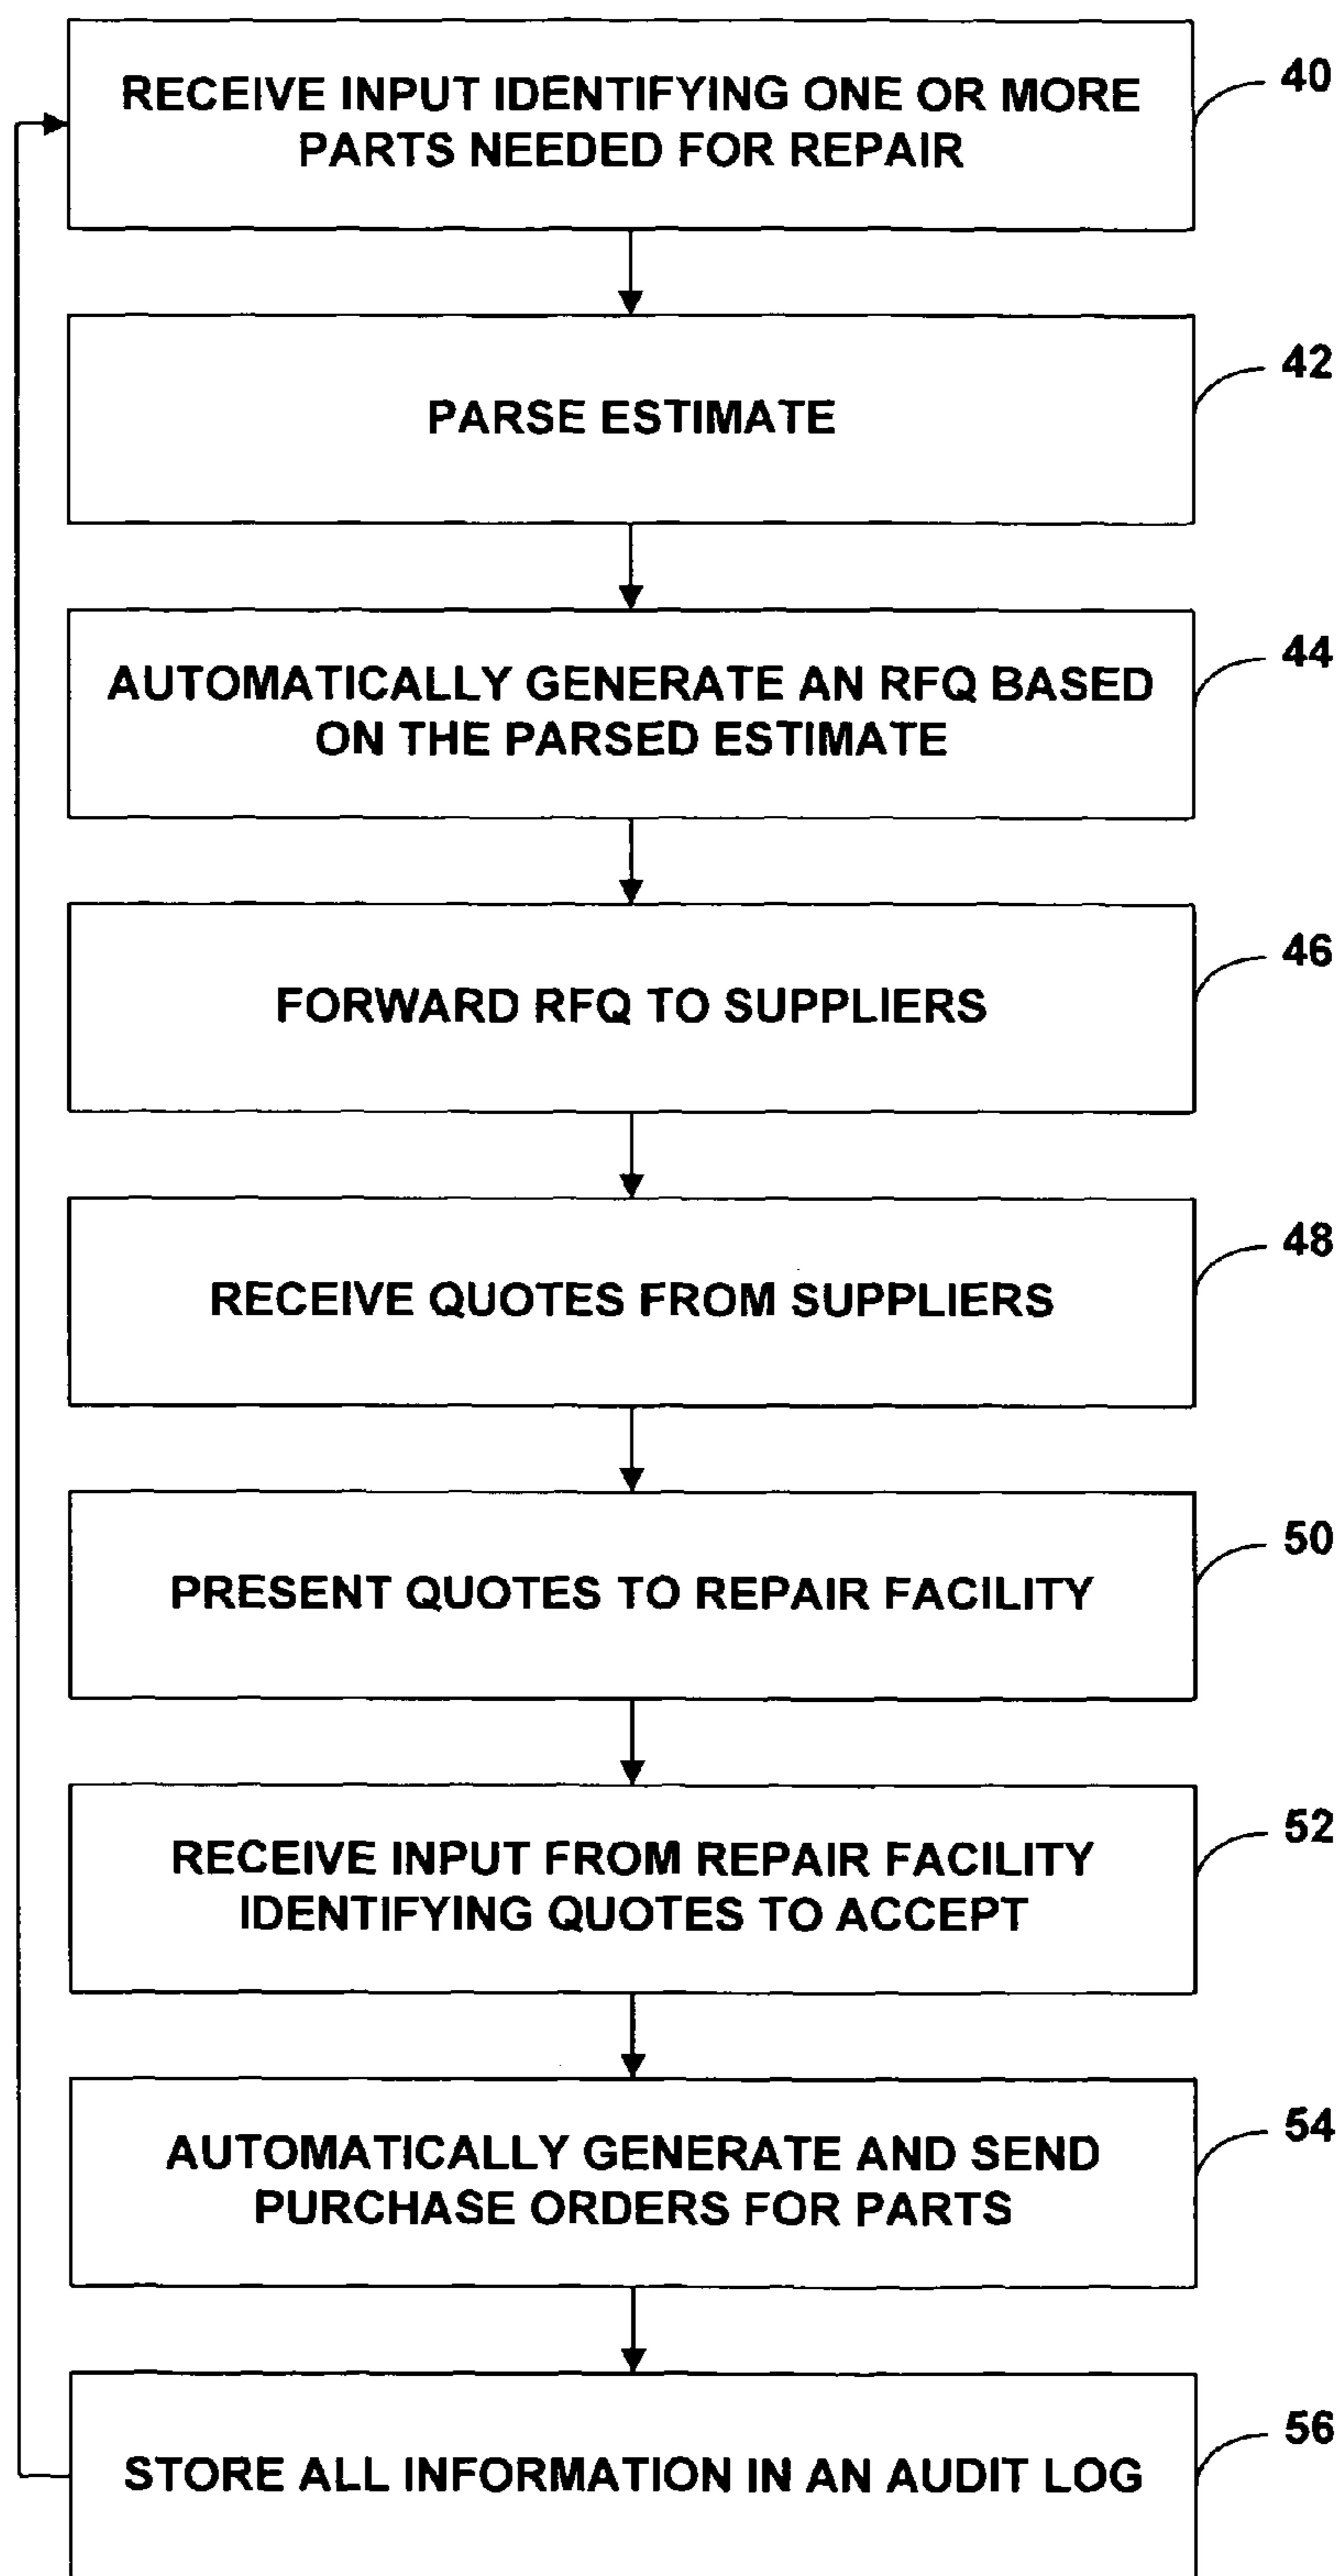 RECEIVE INPUT IDENTIFYING ONE OR MORE
PARTS NEEDED FOR REPAIR
40
PARSE ESTIMATE
42
AUTOMATICALLY GENERATE AN RFQ BASED
ON THE PARSED ESTIMATE
44
FORWARD RFQ TO SUPPLIERS
46
RECEIVE QUOTES FROM SUPPLIERS
48
PRESENT QUOTES TO REPAIR FACILITY
50
RECEIVE INPUT FROM REPAIR FACILITY
IDENTIFYING QUOTES TO ACCEPT
52
AUTOMATICALLY GENERATE AND SEND
PURCHASE ORDERS FOR PARTS
54
STORE ALL INFORMATION IN AN AUDIT LOG
56